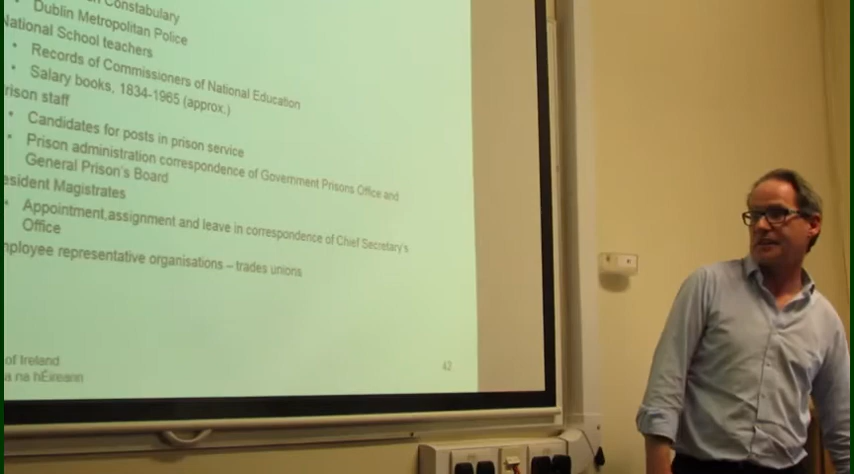 Constabulary
• Dublin Metropolitan Police
National School teachers
• Records of Commissioners of National Education
• Salary books, 1834-1965 (approx.)
rison staff
• Candidates for posts in prison service
• Prison administration correspondence of Government Prisons Office and
General Prison's Board
esident Magistrates
• Appointment,assignment and leave in correspondence of Chief Secretary's
Office
mployee representative organisations – trades unions
of Ireland
a na hÉireann
42